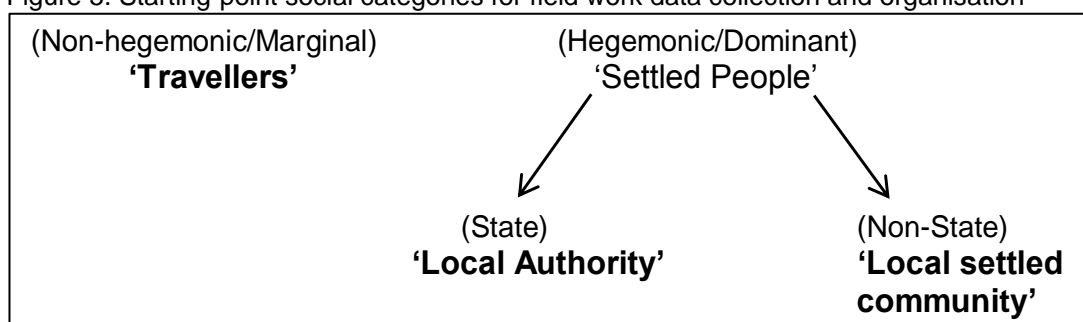 Figure 3: Starting point social categories for field work data collection and organisation
(Non-hegemonic/Marginal) (Hegemonic/Dominant)
‘Travellers’ ‘Settled People’
(State) (Non-State)
‘Local Authority’ ‘Local settled
community’